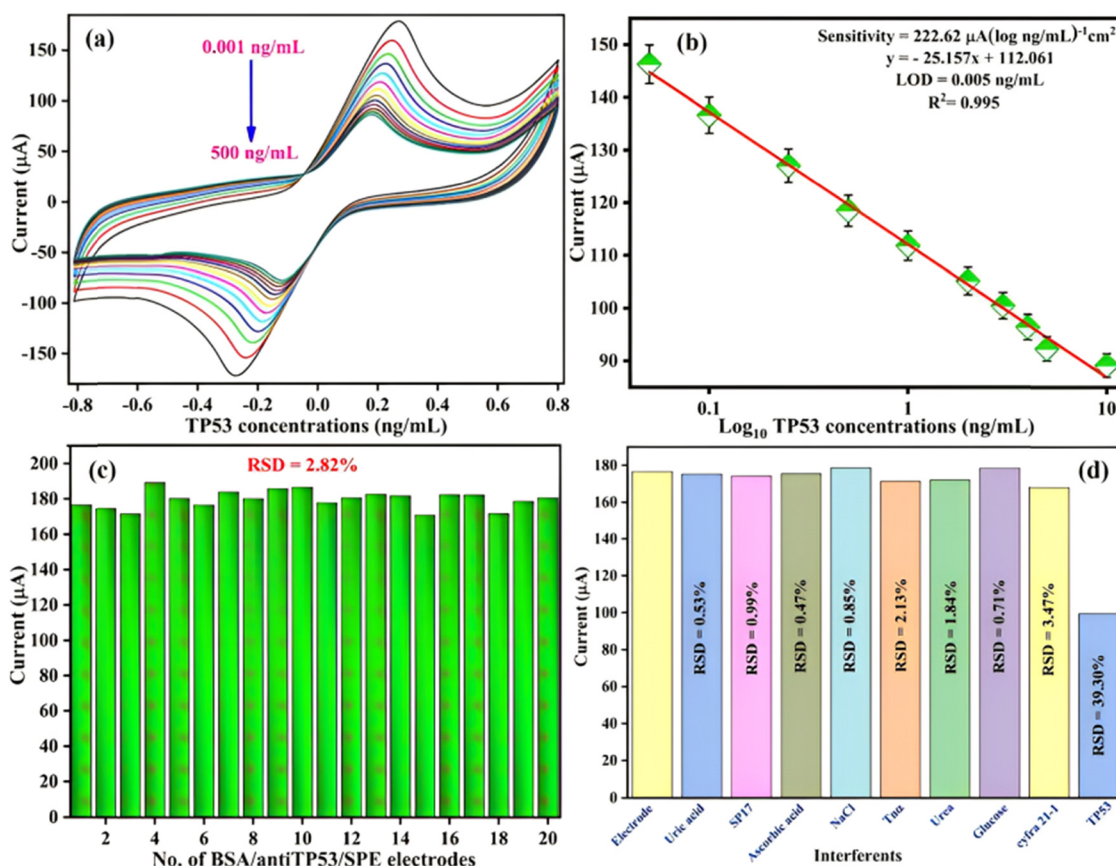 (a)
0.001 ng/mL
500 ng/mL
150
100
50
0
-50
-100
-150
Current (μA)
-0.8 -0.6 -0.4 -0.2 0.0 0.2 0.4 0.6 0.8
TP53 concentrations (ng/mL)
(b)
Sensitivity = 222.62 μA(log ng/mL)⁻¹cm²
y = - 25.157x + 112.061
LOD = 0.005 ng/mL
R²= 0.995
150
140
130
120
110
100
90
Current (μA)
0.1 1 10
Log₁₀ TP53 concentrations (ng/mL)
(c)
RSD = 2.82%
200
180
160
140
120
100
80
60
40
20
0
Current (μA)
2 4 6 8 10 12 14 16 18 20
No. of BSA/antiTP53/SPE electrodes
(d)
180
160
140
120
100
80
60
40
20
0
Current (μA)
RSD = 0.53%
RSD = 0.99%
RSD = 0.47%
RSD = 0.85%
RSD = 2.13%
RSD = 1.84%
RSD = 0.71%
RSD = 3.47%
RSD = 39.30%
Electrode
Uric acid
SP17
Ascorbic acid
NaCl
Tnα
Urea
Glucose
cyfra 21-1
TP53
Interferents